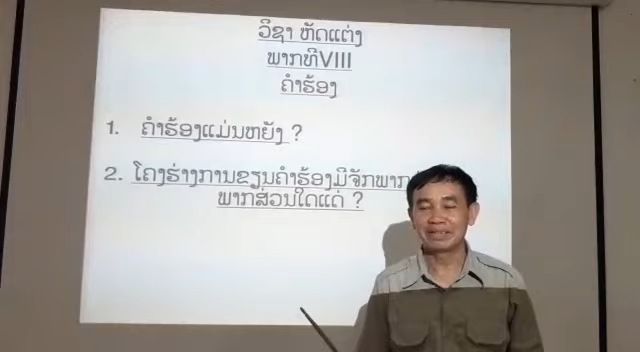 ວິຊາ ຫັດແຕ່ງ
ພາກທີVIII
ຄຳຮ້ອງ
1. ຄຳຮ້ອງແມ່ນຫຍັງ ?
2. ໂຄງຮ່າງການຂຽນຄຳຮ້ອງມີຈັກພາກ
ພາກສ່ວນໃດແດ່ ?